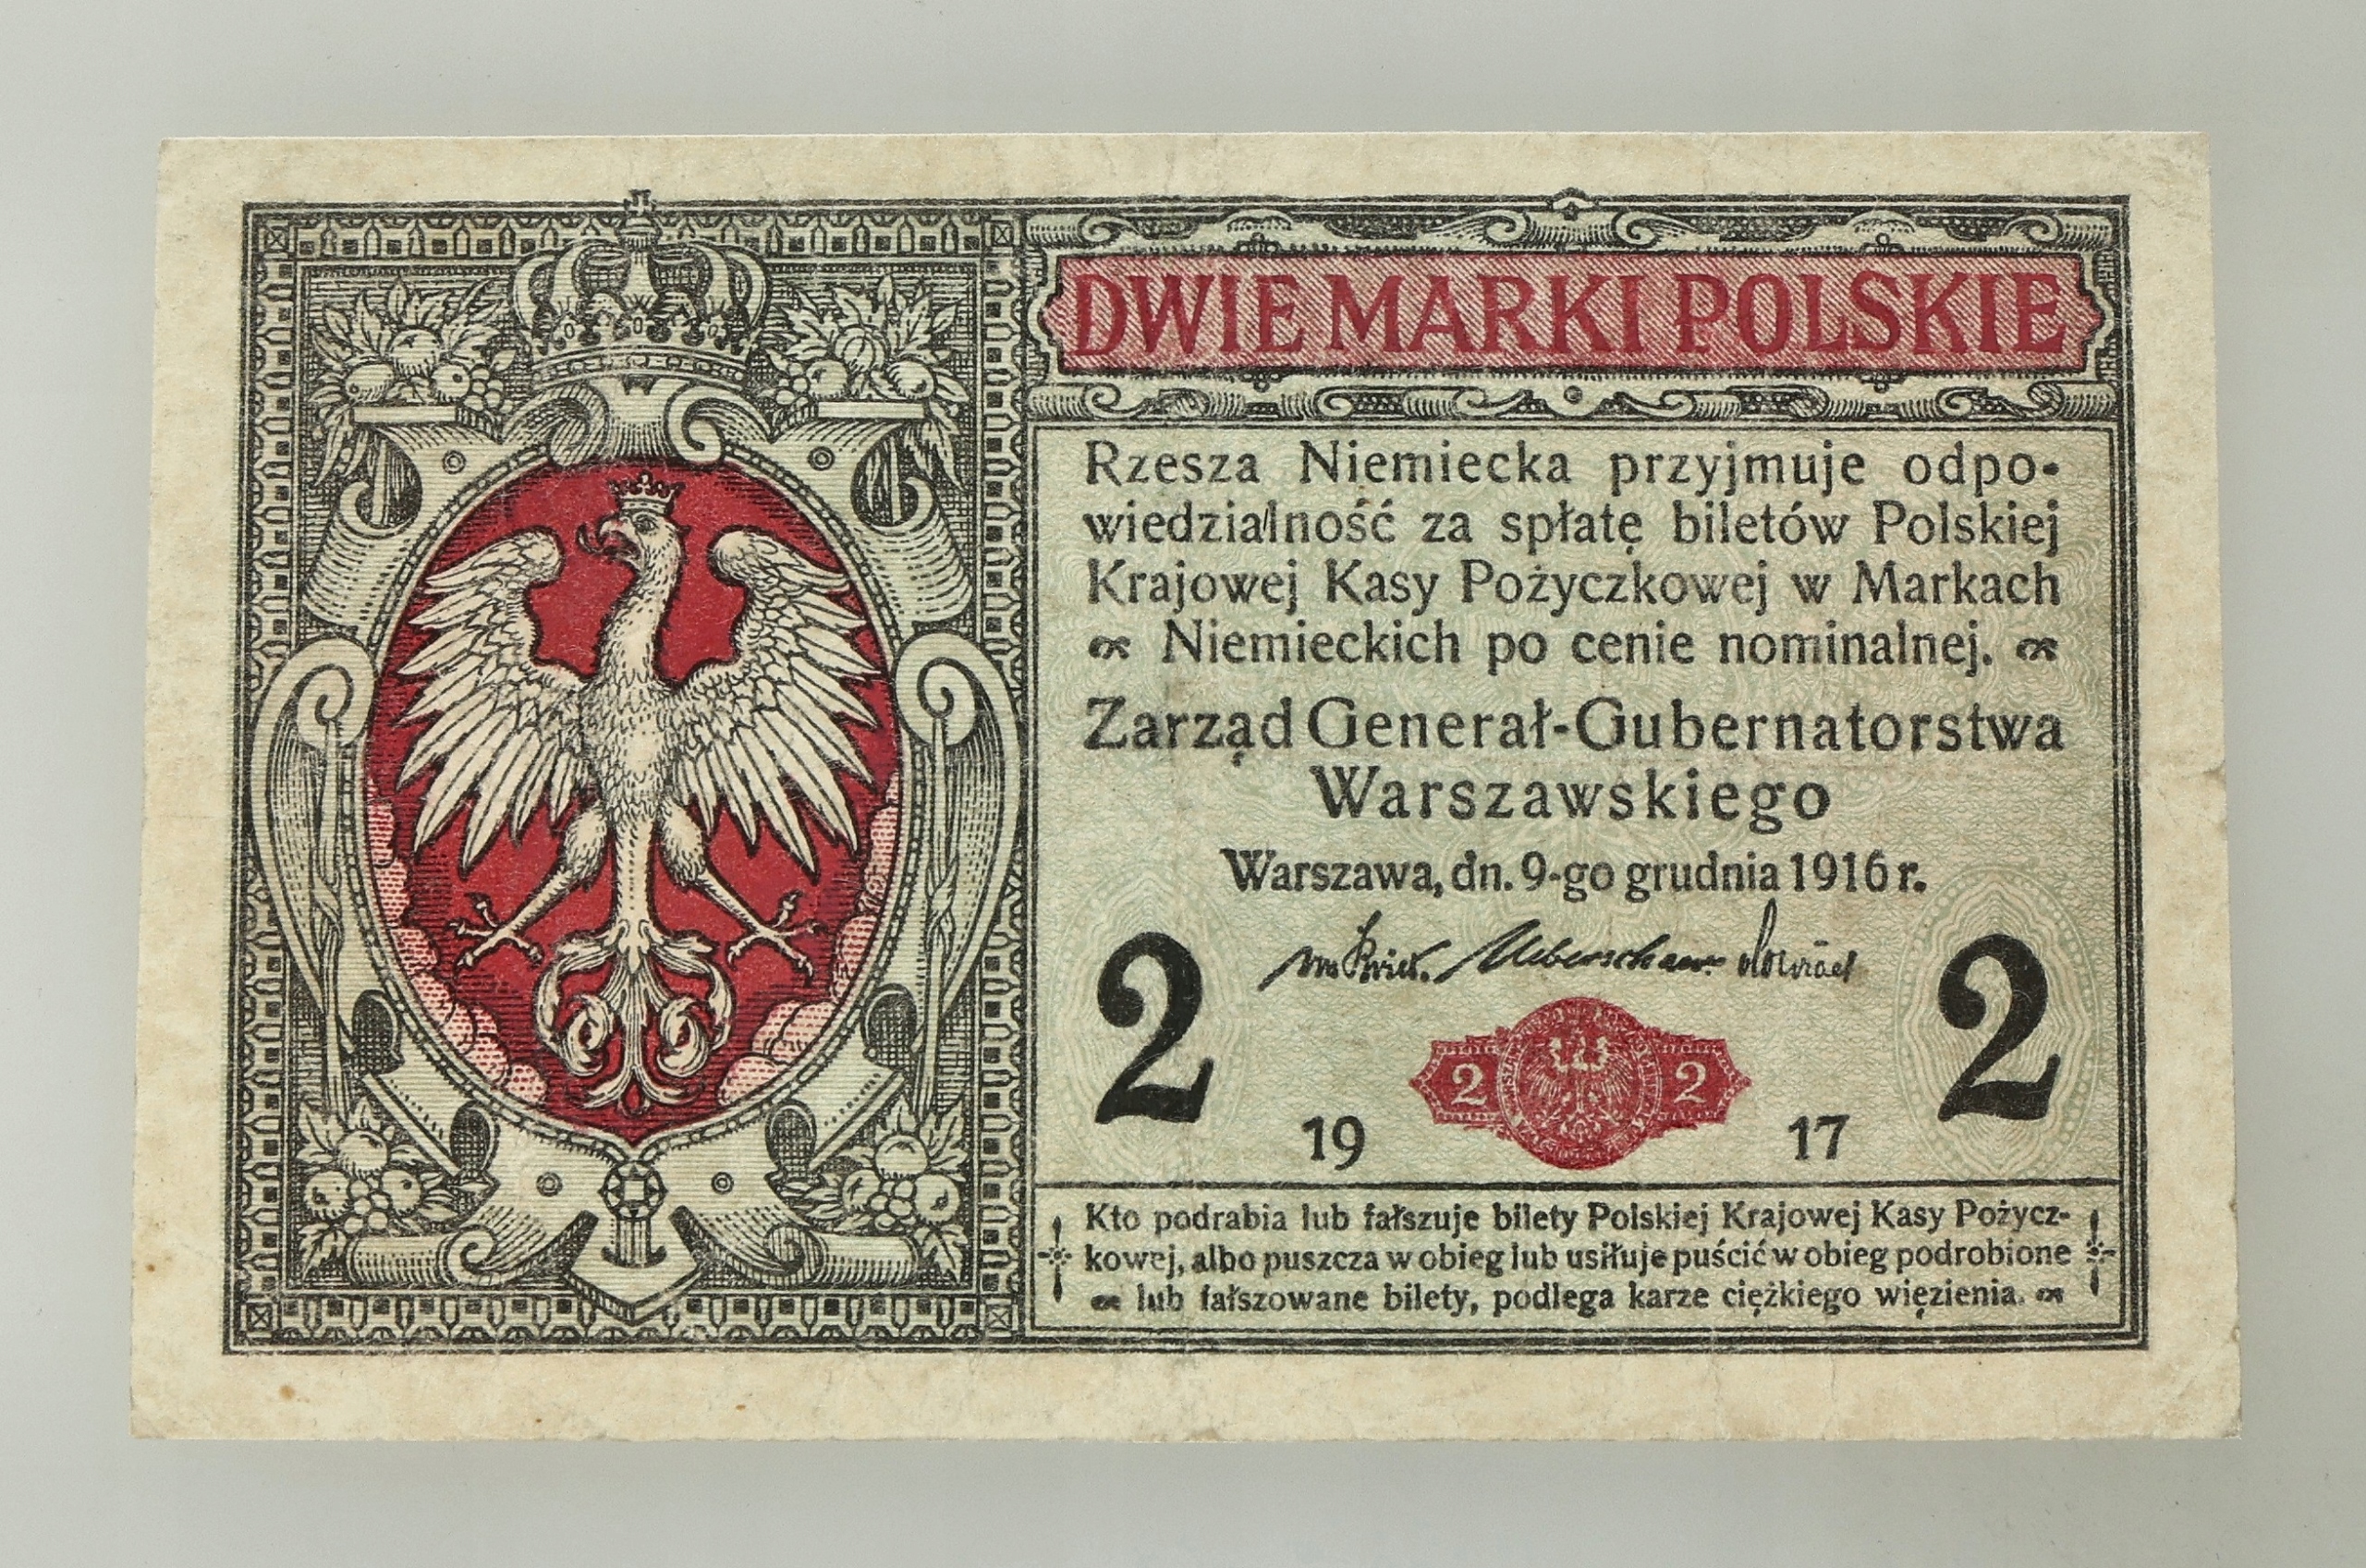 DWIE MARKI POLSKIE
Rzesza Niemiecka przyjmuje odpo-
wiedzialność za spłatę biletów Polskiej
Krajowej Kasy Pożyczkowej w Markach
Niemieckich po cenie nominalnej.
Zarząd Generał-Gubernatorstwa
Warszawskiego
Warszawa, dn. 9-go grudnia 1916 r.
2 2
2 2
19 17
Kto podrabia lub fałszuje bilety Polskiej Krajowej Kasy Pożycz-
kowej, albo puszcza w obieg lub usiłuje puścić w obieg podrobione
lub fałszowane bilety, podlega karze ciężkiego więzienia.